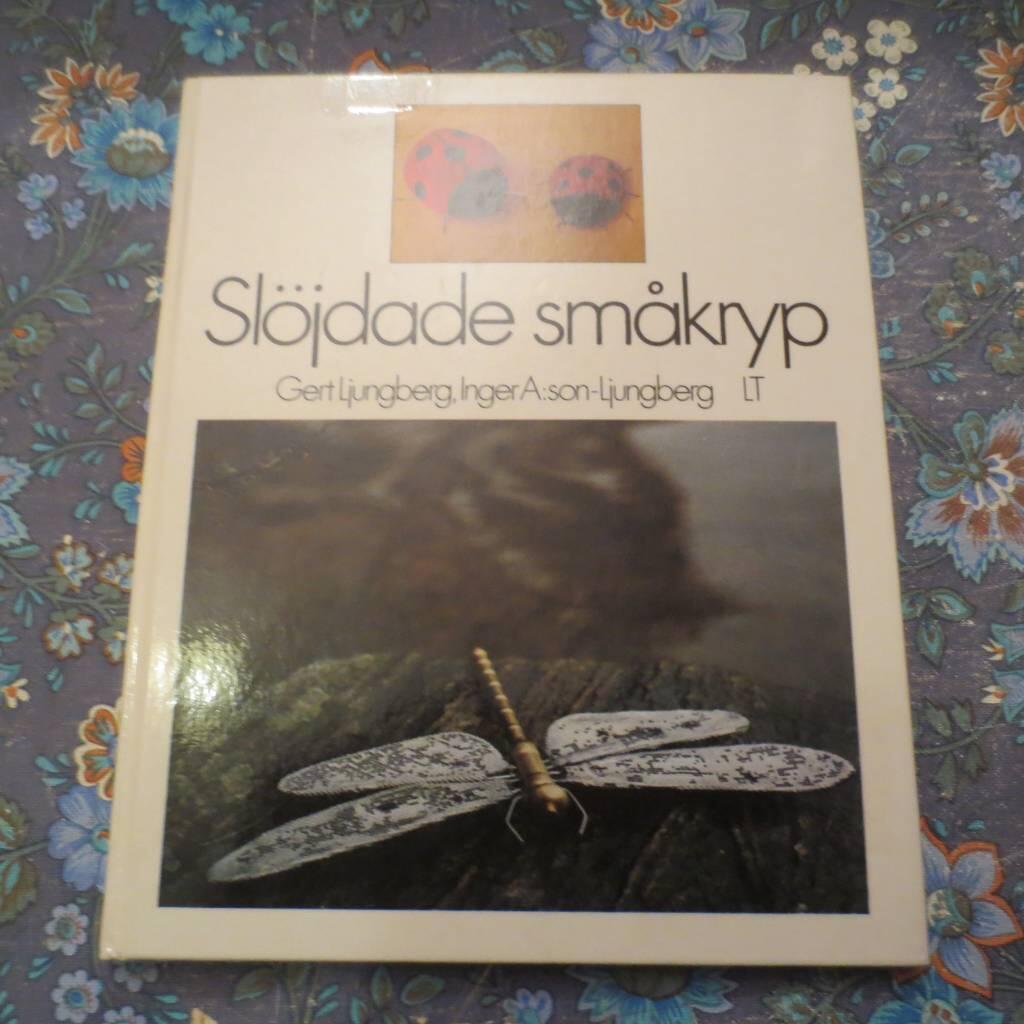 Slöjdade småkryp
Gert Ljungberg, Inger A:son-Ljungberg LT